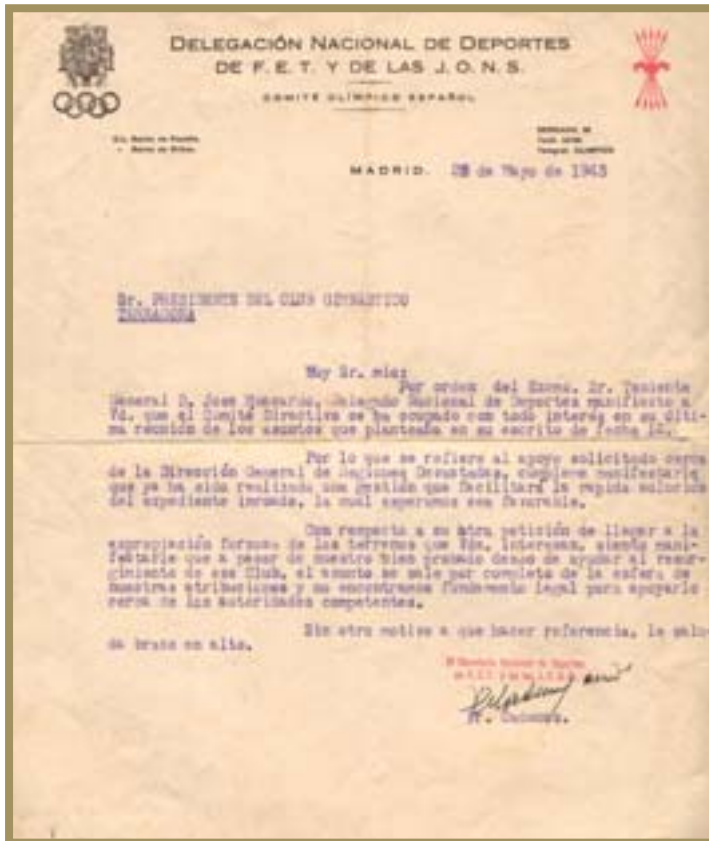 DELEGACIÓN NACIONAL DE DEPORTES
DE F. E. T. Y DE LAS J. O. N. S.
COMITÉ OLÍMPICO ESPAÑOL
MADRID. de Mayo de 1943
Sr. PRESIDENTE DEL CLUB GIMNASTICO
TARRAGONA
Muy Sr. mio:
Por orden del Excmo. Sr. Teniente
General D. Jose Moscardo, Delegado Nacional de Deportes manifiesto a
Vd. que el Comité Directivo se ha ocupado con todo interés en su últi-
ma reunión de los asuntos que planteaba en su escrito de fecha
Por lo que se refiere al apoyo solicitado cerca
de la Dirección General de Regiones Devastadas, cumpleme manifestarle
que ya ha sido realizada una gestión que facilitará la rapida solución
del expediente incoado, la cual esperamos sea favorable.
Con respecto a su otra petición de llegar a la
expropiación forzosa de los terrenos que Vds. interesan, siento mani-
festarle que a pesar de nuestro bien probado deseo de ayudar al resur-
gimiento de ese Club, el asunto se sale por completo de la esfera de
nuestras atribuciones y no encontramos fundamento legal para apoyarlo
cerca de las autoridades competentes.
Sin otro motivo a que hacer referencia, le salu-
da brazo en alto.